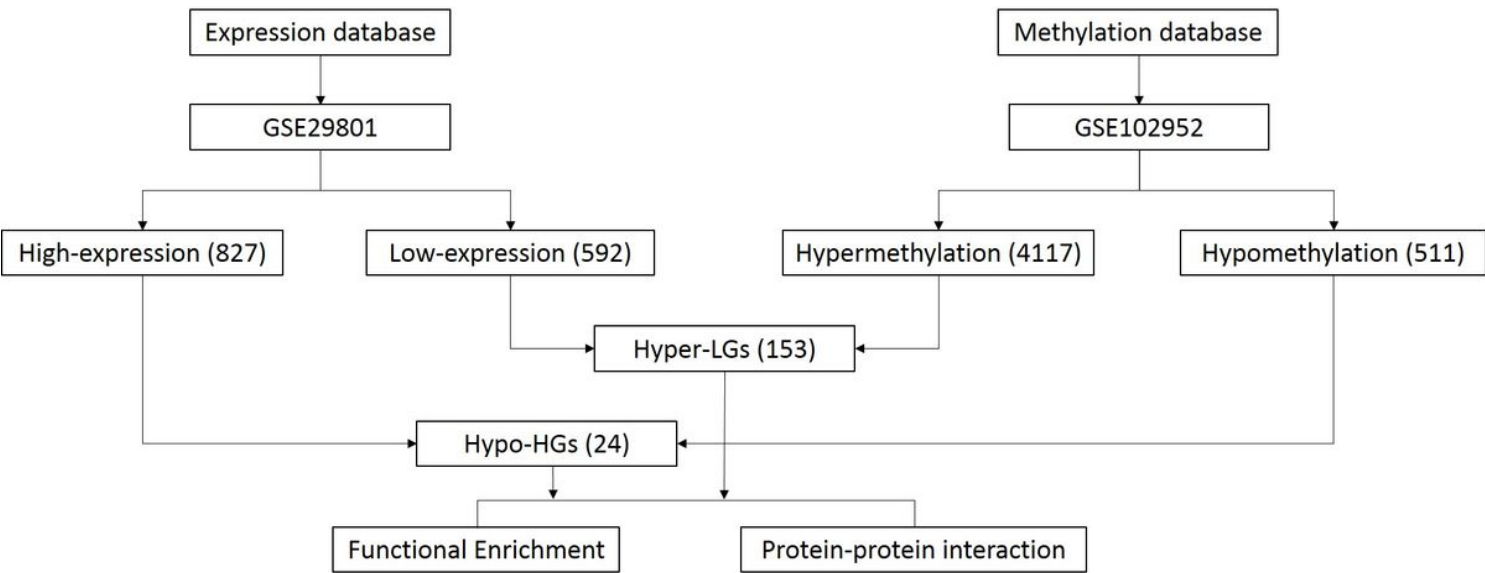 Expression database
Methylation database
GSE29801
GSE102952
High-expression (827)
Low-expression (592)
Hypermethylation (4117)
Hypomethylation (511)
Hyper-LGs (153)
Hypo-HGs (24)
Functional Enrichment
Protein-protein interaction